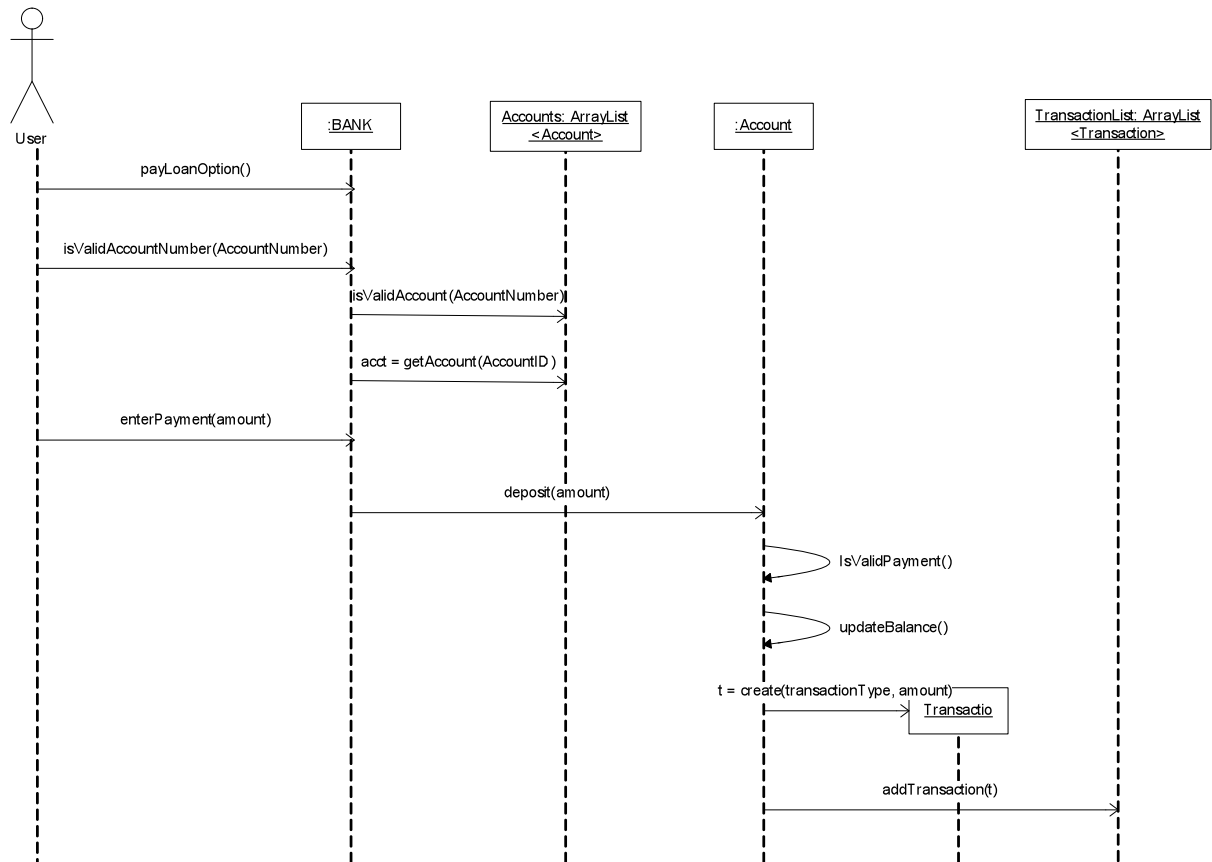 User
:BANK
Accounts: ArrayList
<Account>
:Account
TransactionList: ArrayList
<Transaction>
payLoanOption()
isValidAccountNumber(AccountNumber)
isValidAccount(AccountNumber)
acct = getAccount(AccountID )
enterPayment(amount)
deposit(amount)
IsValidPayment()
updateBalance()
t = create(transactionType, amount)
Transactio
addTransaction(t)